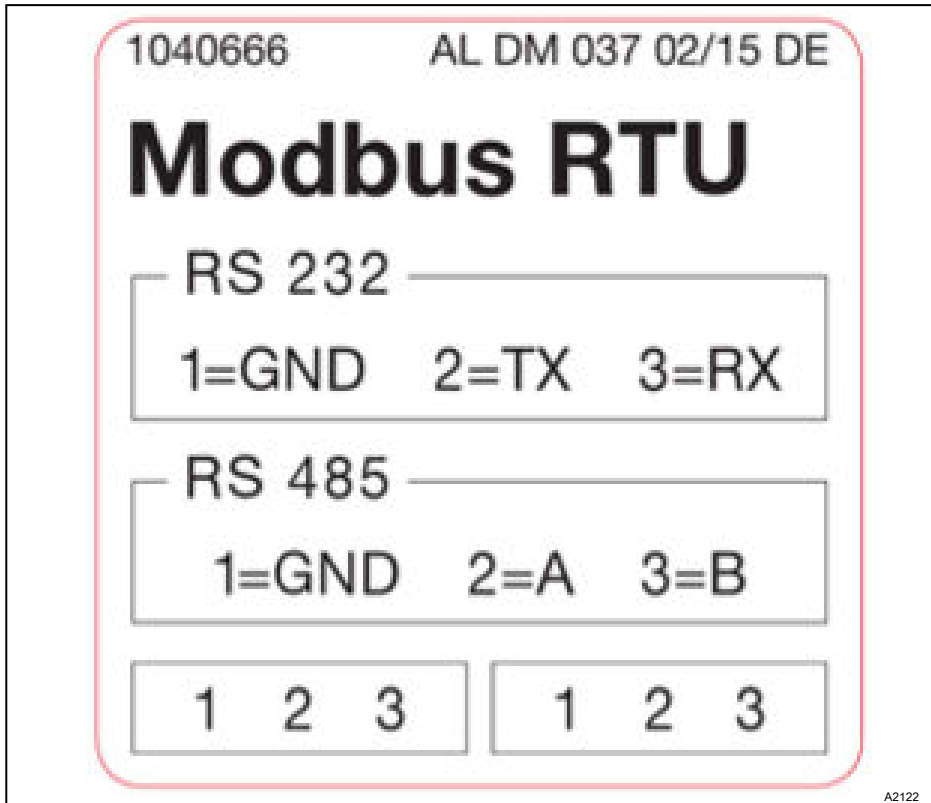 1040666 AL DM 037 02/15 DE
Modbus RTU
RS 232
1=GND 2=TX 3=RX
RS 485
1=GND 2=A 3=B
1 2 3 1 2 3
A2122